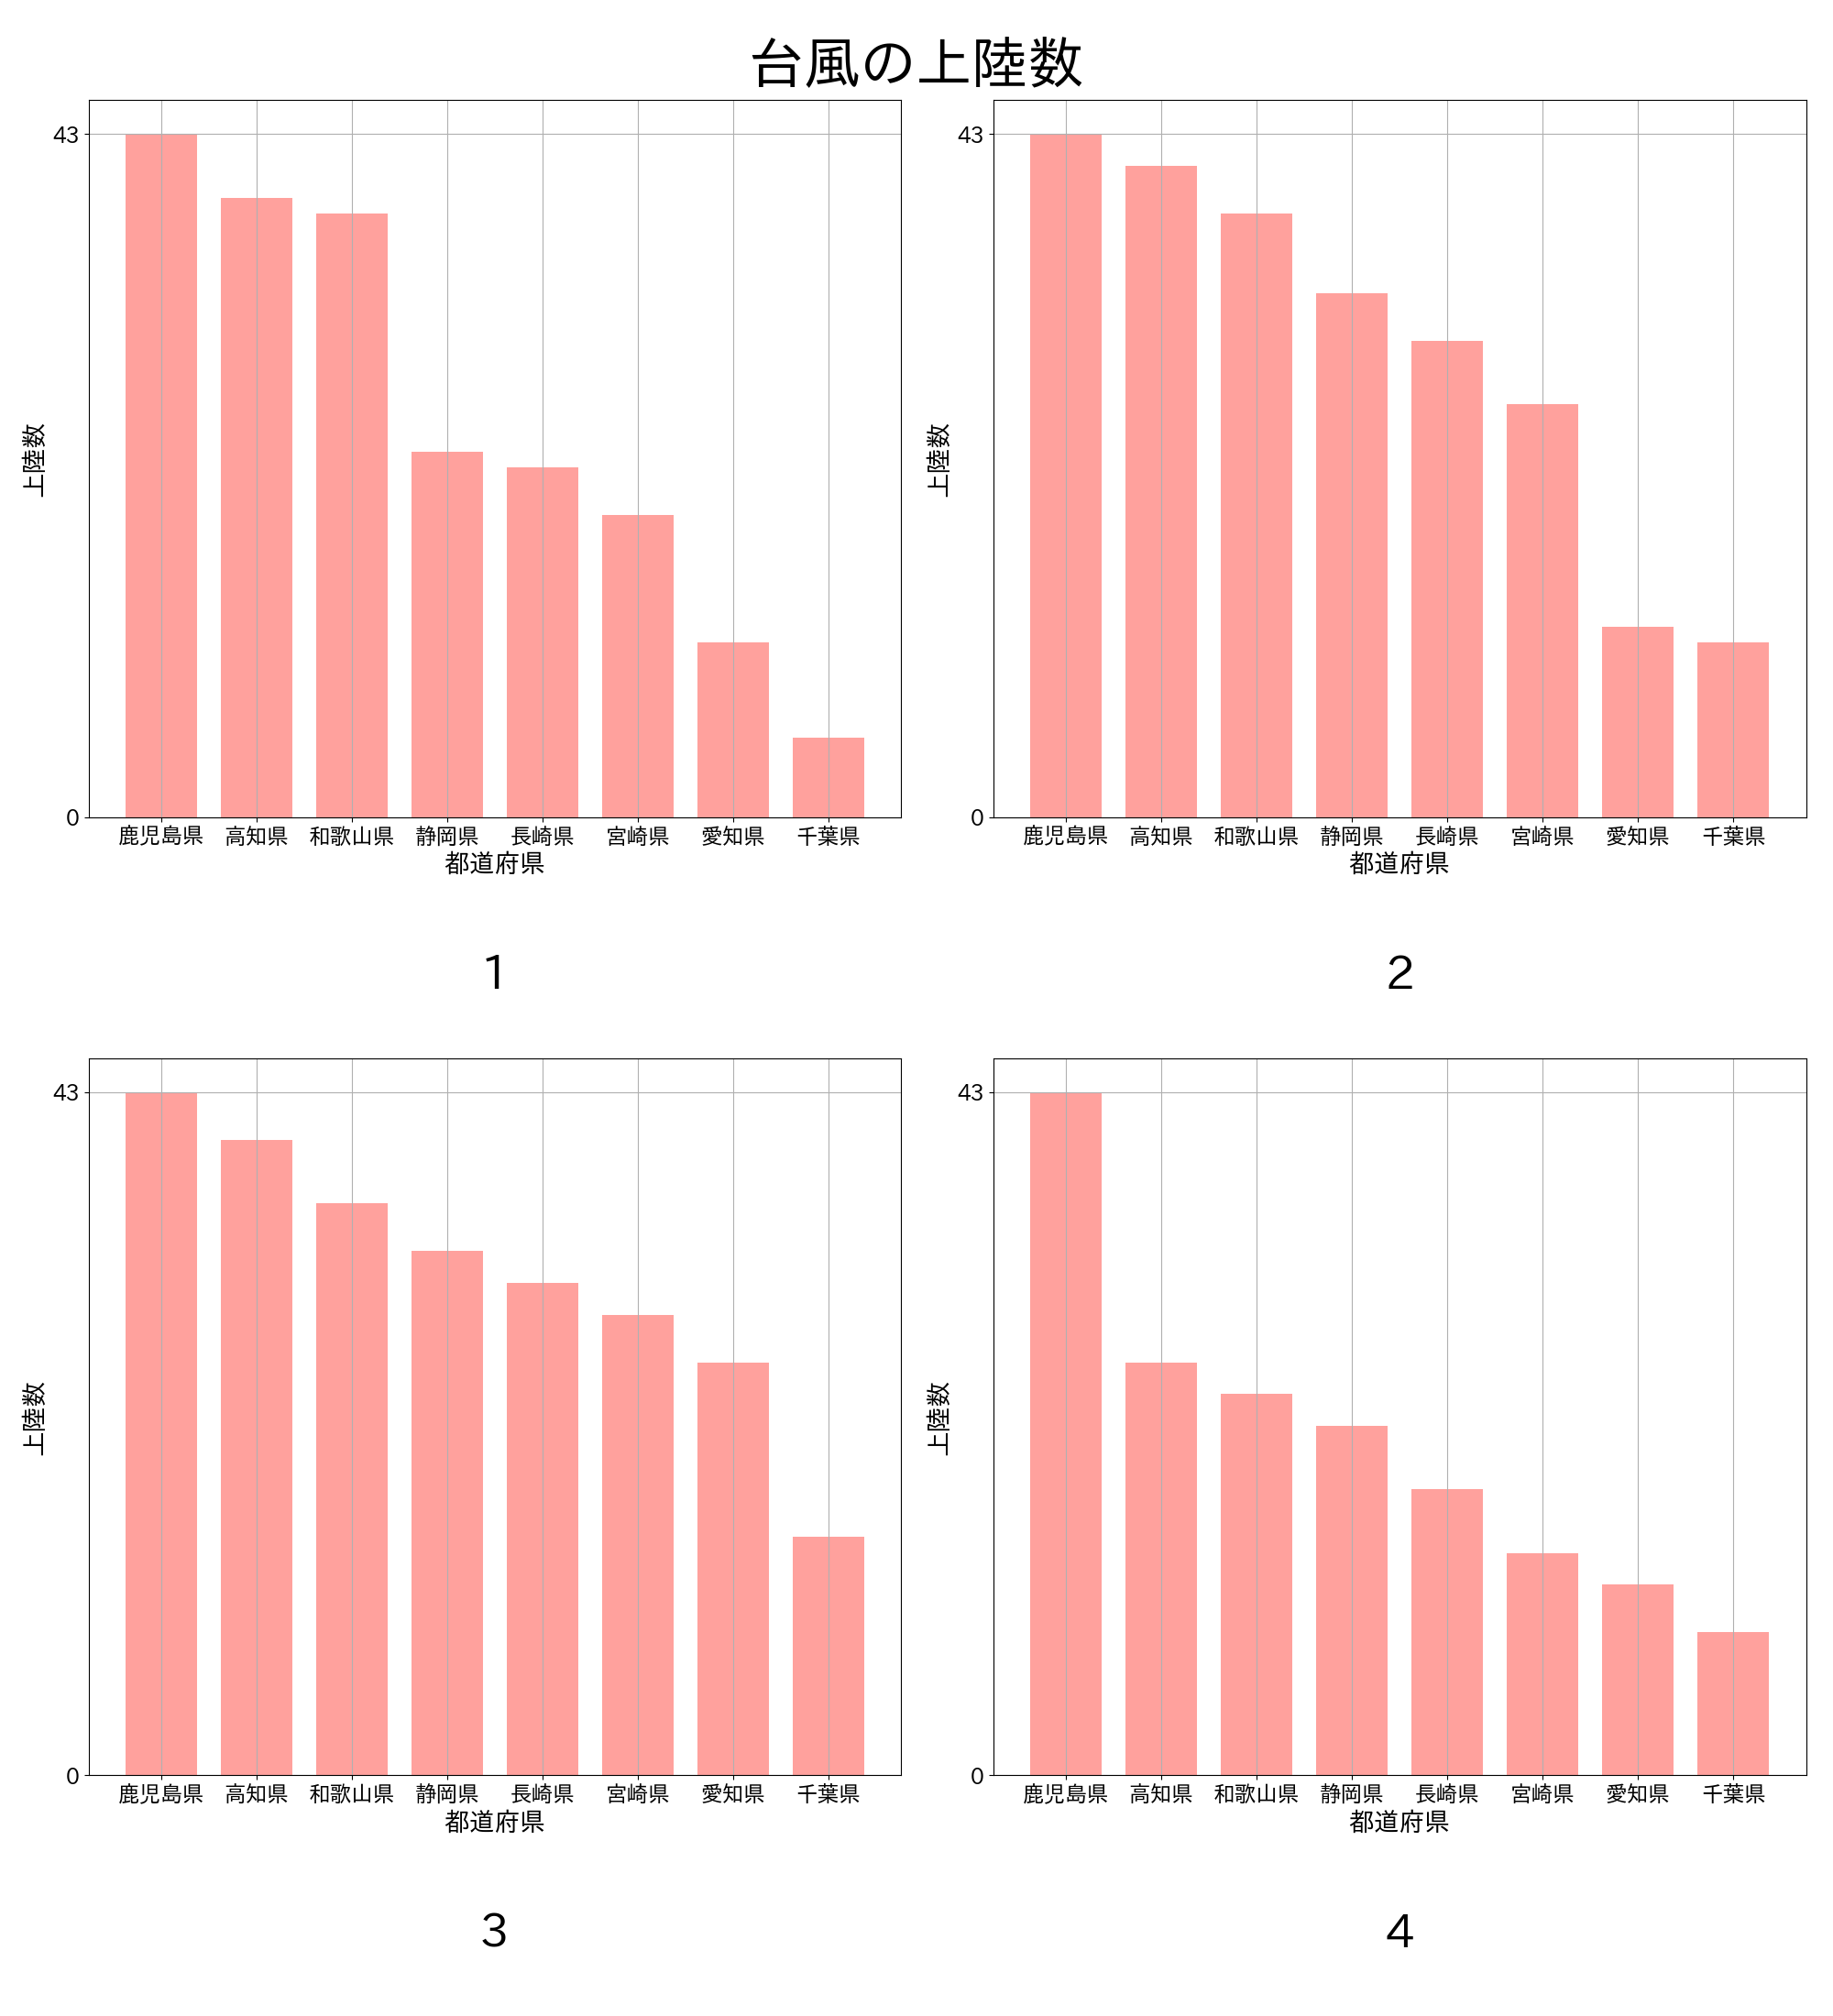 台風の上陸数
43
0
上陸数
鹿児島県 高知県 和歌山県 静岡県 長崎県 宮崎県 愛知県 千葉県
都道府県
1
43
0
上陸数
鹿児島県 高知県 和歌山県 静岡県 長崎県 宮崎県 愛知県 千葉県
都道府県
2
43
0
上陸数
鹿児島県 高知県 和歌山県 静岡県 長崎県 宮崎県 愛知県 千葉県
都道府県
3
43
0
上陸数
鹿児島県 高知県 和歌山県 静岡県 長崎県 宮崎県 愛知県 千葉県
都道府県
4